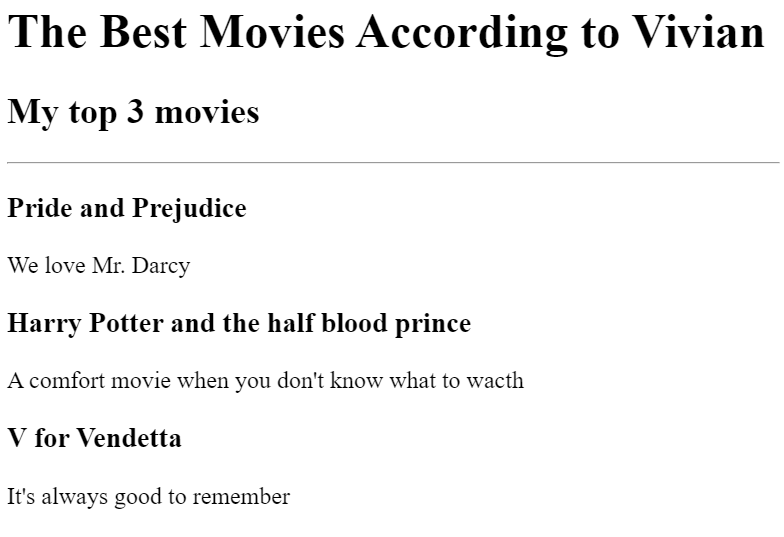 The Best Movies According to Vivian
My top 3 movies
Pride and Prejudice
We love Mr. Darcy
Harry Potter and the half blood prince
A comfort movie when you don't know what to wacth
V for Vendetta
It's always good to remember